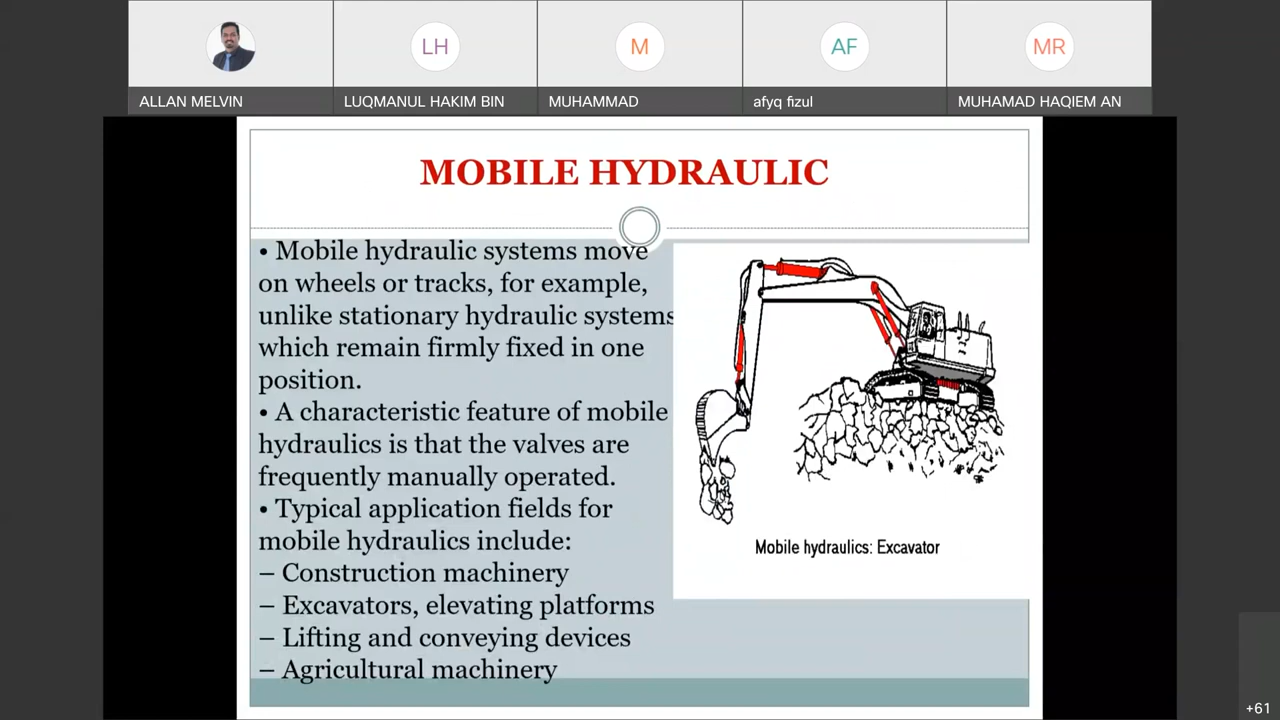 LH
M
AF
MR
ALLAN MELVIN
LUQMANUL HAKIM BIN
MUHAMMAD
afyq fizul
MUHAMAD HAQIEM AN
MOBILE HYDRAULIC
• Mobile hydraulic systems move
on wheels or tracks, for example,
unlike stationary hydraulic systems
which remain firmly fixed in one
position.
• A characteristic feature of mobile
hydraulics is that the valves are
frequently manually operated.
• Typical application fields for
mobile hydraulics include:
– Construction machinery
– Excavators, elevating platforms
– Lifting and conveying devices
– Agricultural machinery
Mobile hydraulics: Excavator
+61